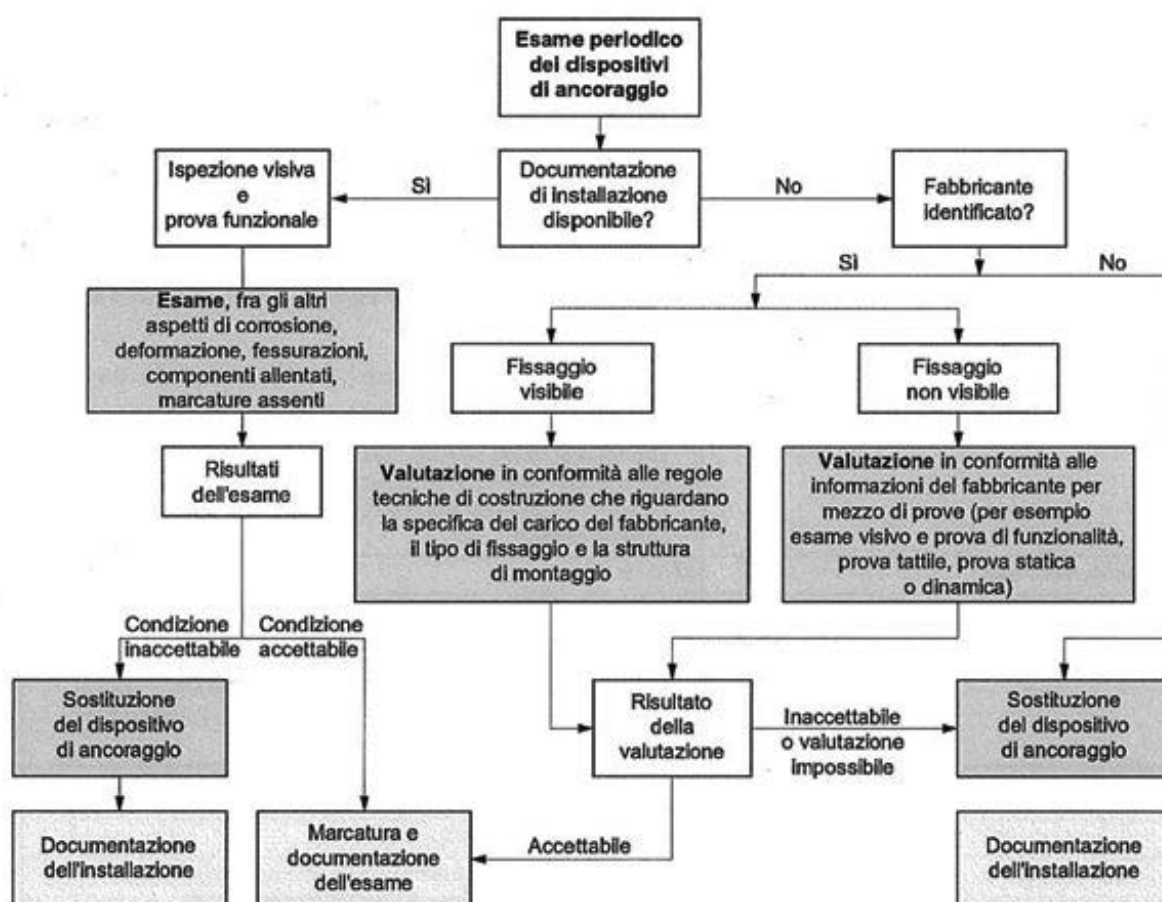 Esame periodico
dei dispositivi
di ancoraggio
Ispezione visiva
e
prova funzionale
Sì
Documentazione
di installazione
disponibile?
No
Fabbricante
identificato?
Sì
No
Esame, fra gli altri
aspetti di corrosione,
deformazione, fessurazioni,
componenti allentati,
marcature assenti
Fissaggio
visibile
Fissaggio
non visibile
Risultati
dell'esame
Valutazione in conformità alle regole
tecniche di costruzione che riguardano
la specifica del carico del fabbricante,
il tipo di fissaggio e la struttura
di montaggio
Valutazione in conformità alle
informazioni del fabbricante per
mezzo di prove (per esempio
esame visivo e prova di funzionalità,
prova tattile, prova statica
o dinamica)
Condizione
inaccettabile
Condizione
accettabile
Sostituzione
del dispositivo
di ancoraggio
Risultato
della
valutazione
Inaccettabile
o valutazione
impossibile
Sostituzione
del dispositivo
di ancoraggio
Documentazione
dell'installazione
Marcatura e
documentazione
dell'esame
Accettabile
Documentazione
dell'installazione